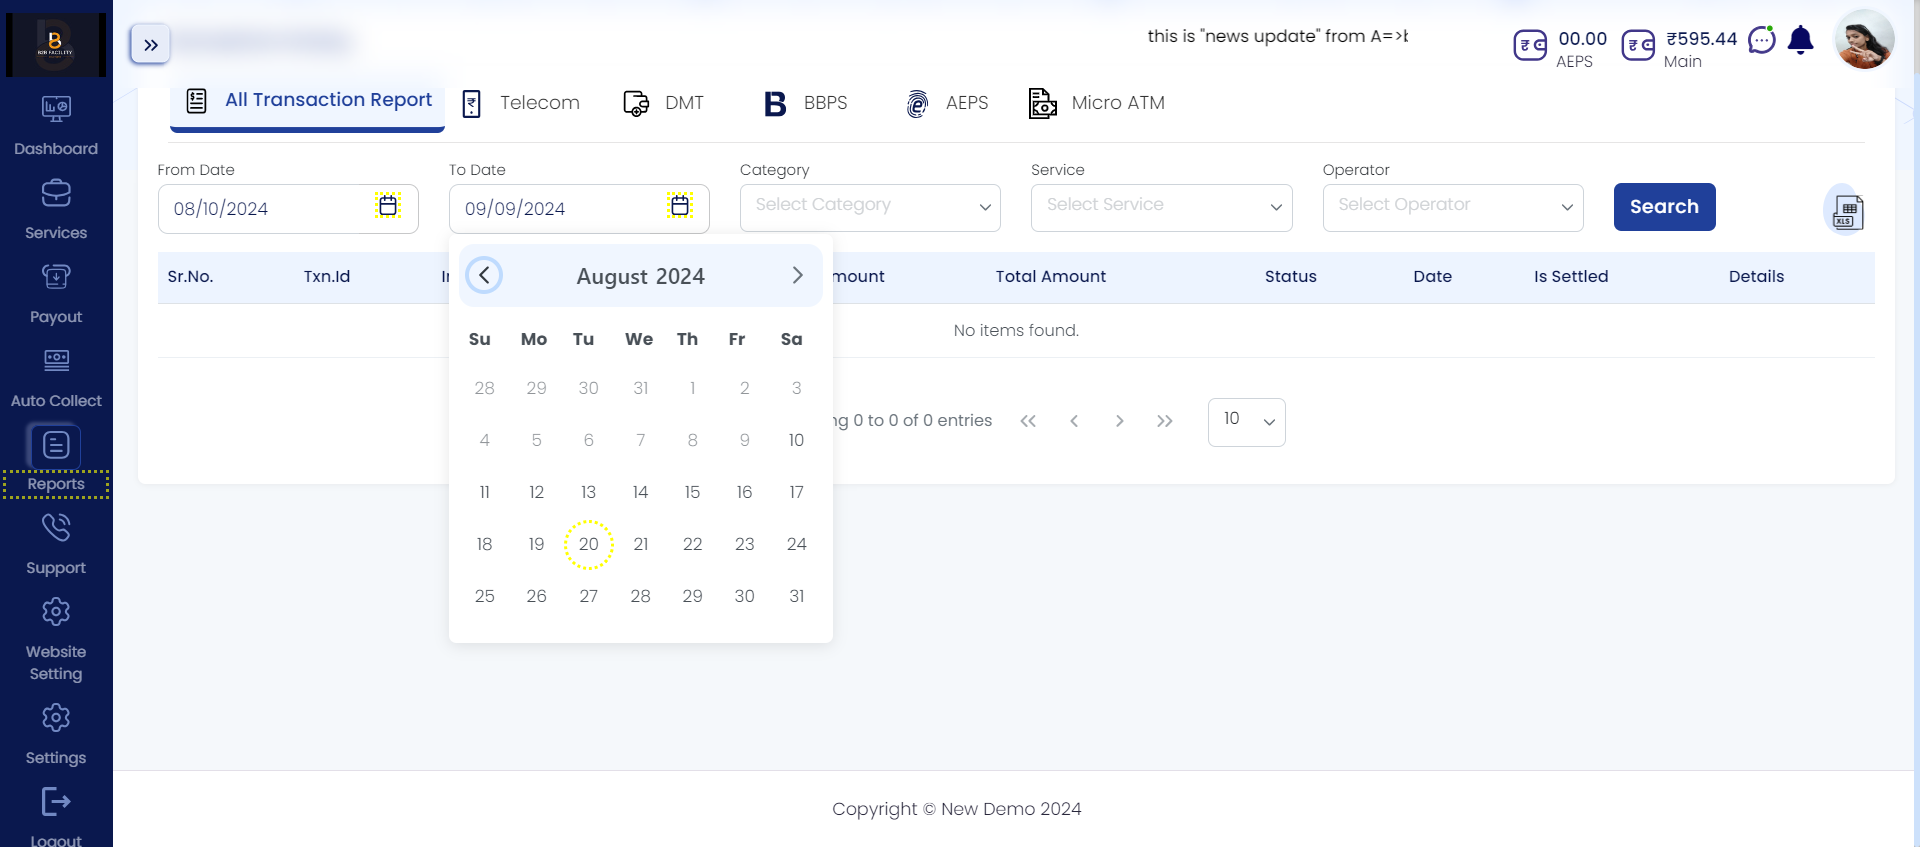 B2B FACILITY
this is "news update" from A=>b
00.00
AEPS
₹595.44
Main
All Transaction Report
Telecom
DMT
BBPS
AEPS
Micro ATM
From Date
To Date
Category
Service
Operator
08/10/2024
09/09/2024
Select Category
Select Service
Select Operator
Search
XLS
Sr.No.
Txn.Id
mount
Total Amount
Status
Date
Is Settled
Details
No items found.
ng 0 to 0 of 0 entries
10
August 2024
Su Mo Tu We Th Fr Sa
28 29 30 31 1 2 3
4 5 6 7 8 9 10
11 12 13 14 15 16 17
18 19 20 21 22 23 24
25 26 27 28 29 30 31
Dashboard
Services
Payout
Auto Collect
Reports
Support
Website
Setting
Settings
Logout
Copyright © New Demo 2024